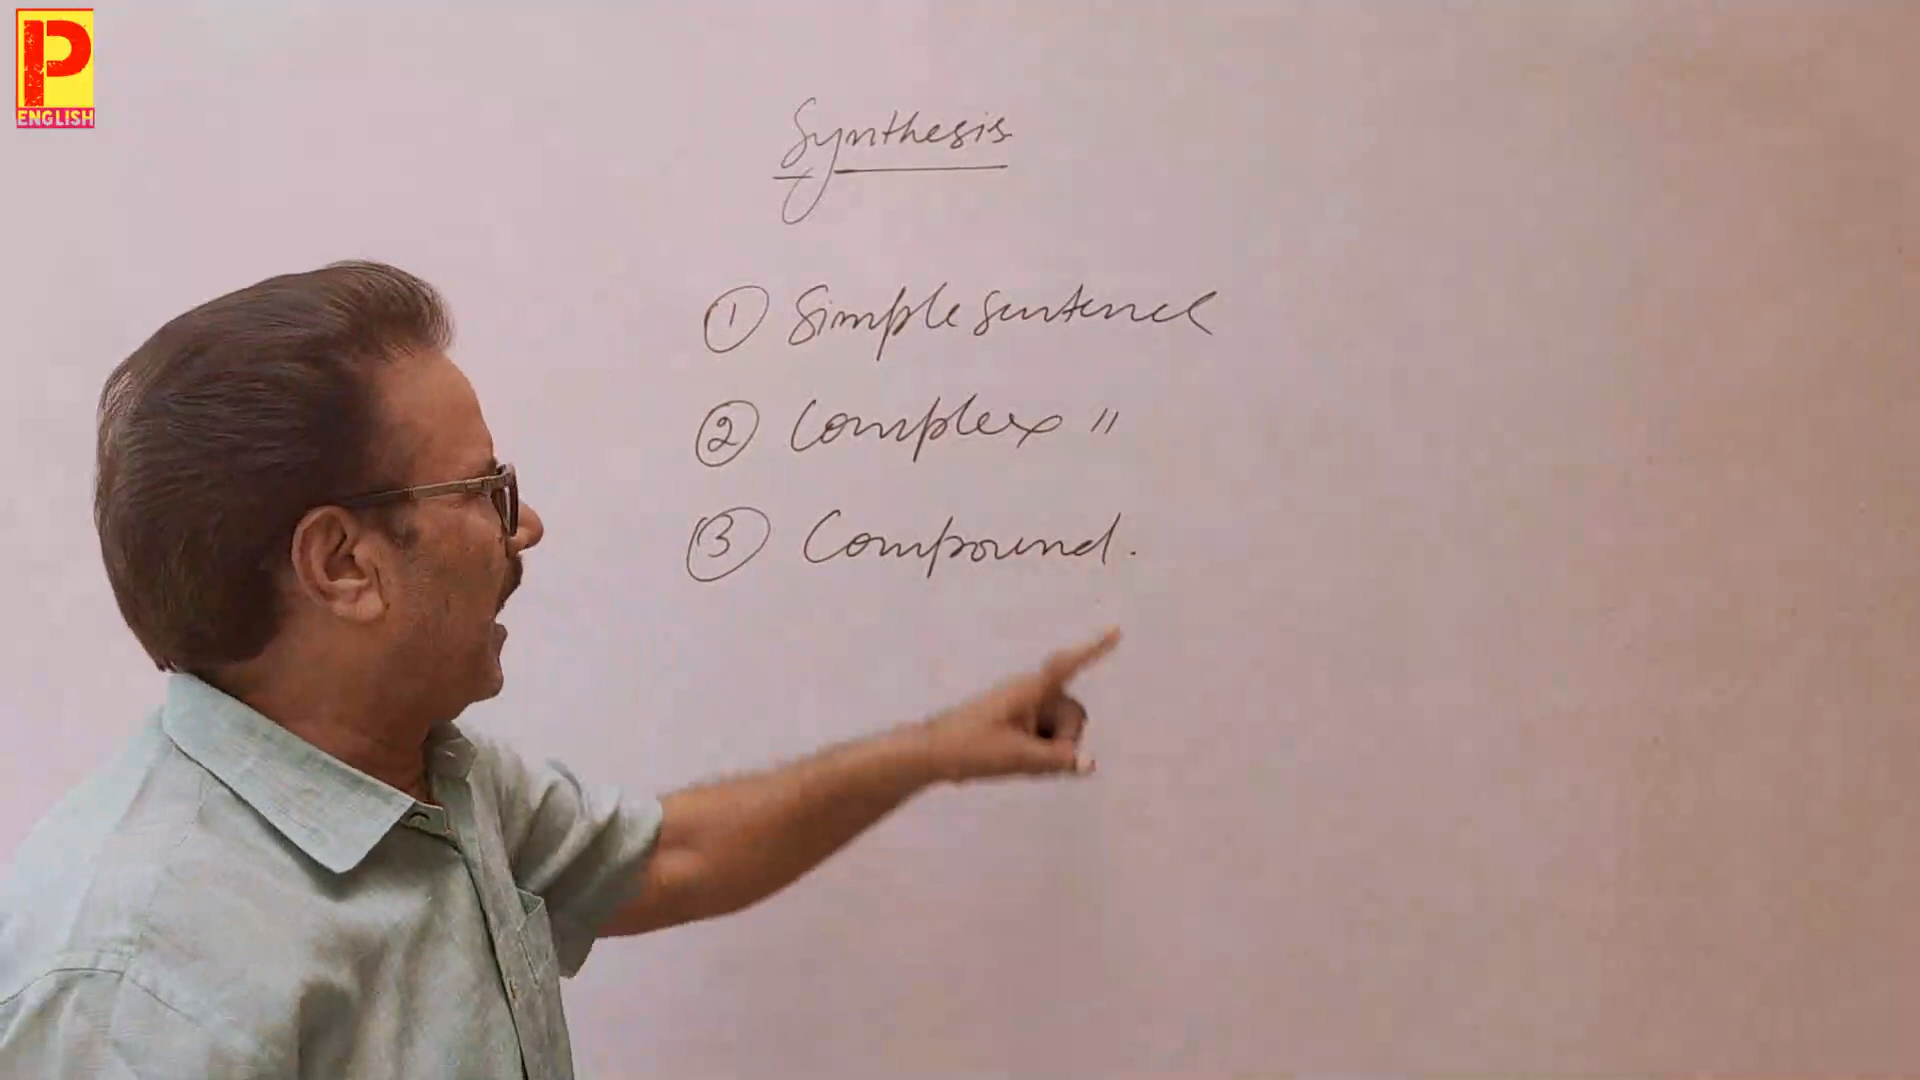 P
ENGLISH
Synthesis
① Simple sentence
② Complex "
③ Compound.